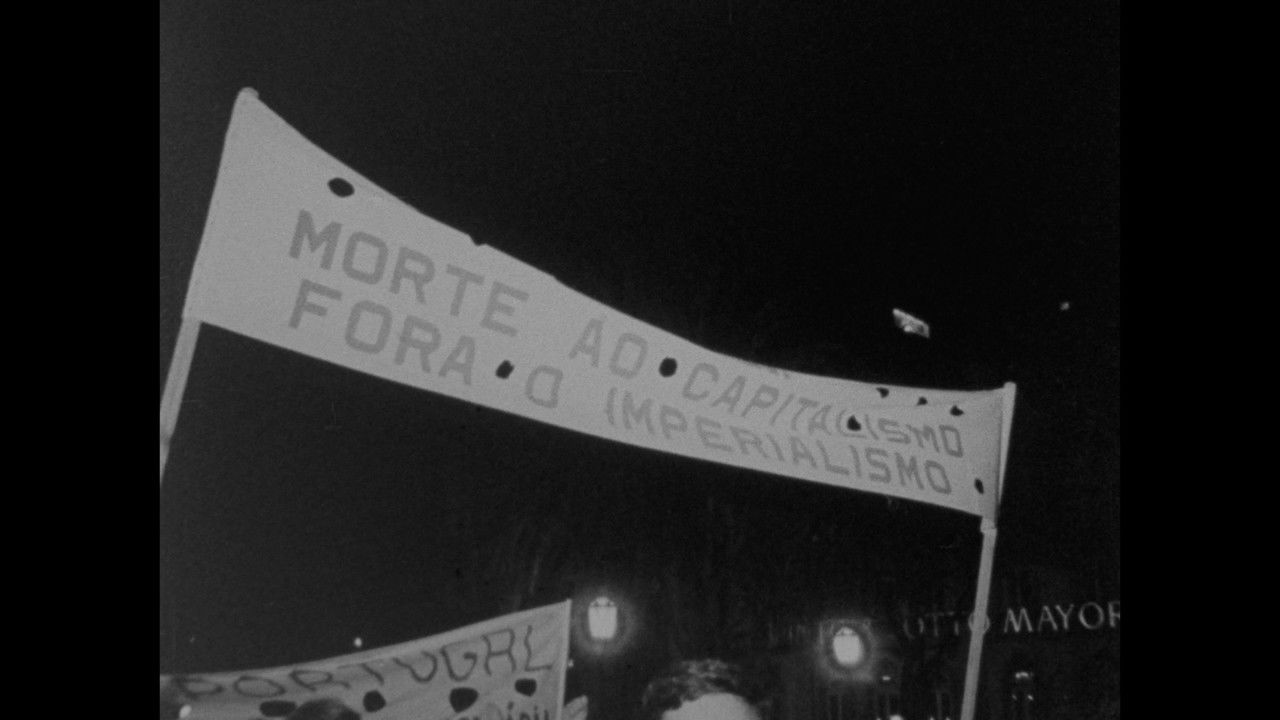 MORTE AO CAPITALISMO
FORA O IMPERIALISMO
PORTUGAL
OTTO MAYOR